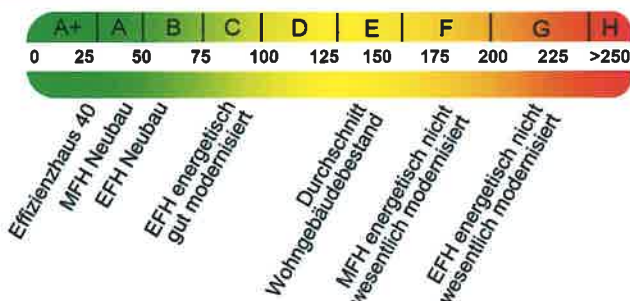 A+ A B C D E F G H
0 25 50 75 100 125 150 175 200 225 >250
Effizienzhaus 40
MFH Neubau
EFH Neubau
EFH energetisch
gut modernisiert
Durchschnitt
Wohngebäudebestand
MFH energetisch nicht
wesentlich modernisiert
EFH energetisch nicht
wesentlich modernisiert